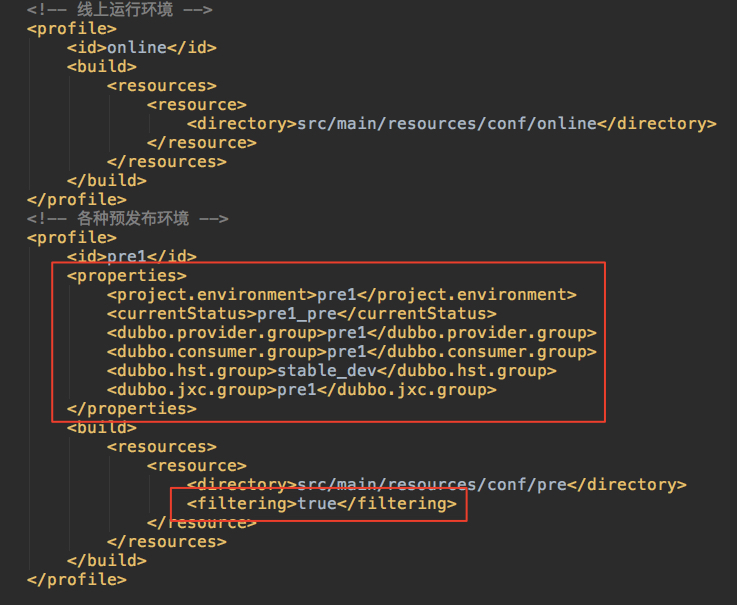 <!-- 线上运行环境 -->
<profile>
<id>online</id>
<build>
<resources>
<resource>
<directory>src/main/resources/conf/online</directory>
</resource>
</resources>
</build>
</profile>
<!-- 各种预发布环境 -->
<profile>
<id>pre1</id>
<properties>
<project.environment>pre1</project.environment>
<currentStatus>pre1_pre</currentStatus>
<dubbo.provider.group>pre1</dubbo.provider.group>
<dubbo.consumer.group>pre1</dubbo.consumer.group>
<dubbo.hst.group>stable_dev</dubbo.hst.group>
<dubbo.jxc.group>pre1</dubbo.jxc.group>
</properties>
<build>
<resources>
<resource>
<directory>src/main/resources/conf/pre</directory>
<filtering>true</filtering>
</resource>
</resources>
</build>
</profile>